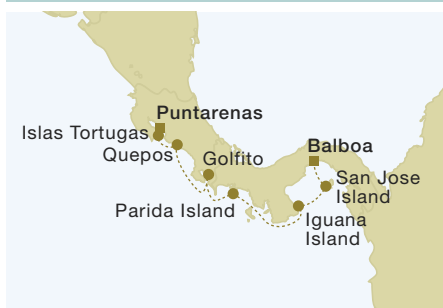 Puntarenas
Islas Tortugas
Quepos
Golfito
Balboa
San Jose
Island
Parida Island
Iguana
Island